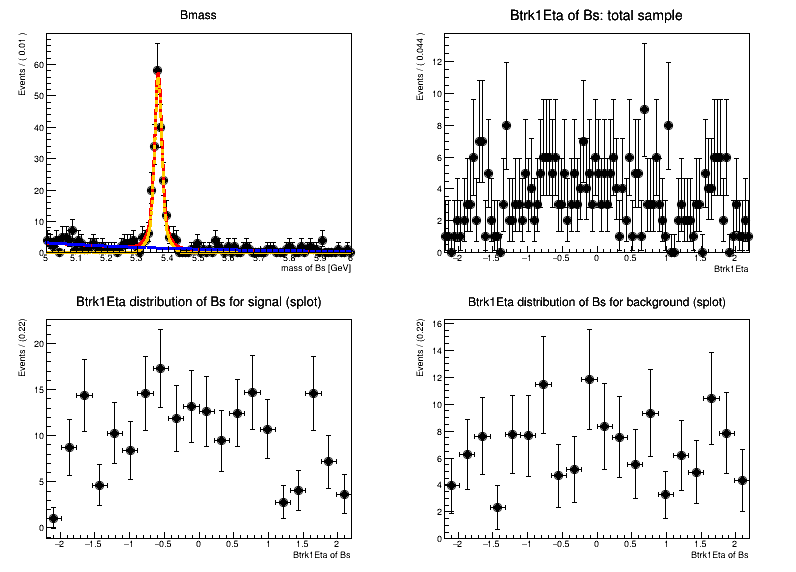 Bmass
Events / ( 0.01 )
60
50
40
30
20
10
0
5 5.1 5.2 5.3 5.4 5.5 5.6 5.7 5.8 5.9 6
mass of Bs [GeV]
Btrk1Eta of Bs: total sample
Events / ( 0.044 )
12
10
8
6
4
2
0
−2 −1.5 −1 −0.5 0 0.5 1 1.5 2
Btrk1Eta
Btrk1Eta distribution of Bs for signal (splot)
Events / (0.22)
20
15
10
5
0
−2 −1.5 −1 −0.5 0 0.5 1 1.5 2
Btrk1Eta of Bs
Btrk1Eta distribution of Bs for background (splot)
Events / (0.22)
16
14
12
10
8
6
4
2
0
−2 −1.5 −1 −0.5 0 0.5 1 1.5 2
Btrk1Eta of Bs